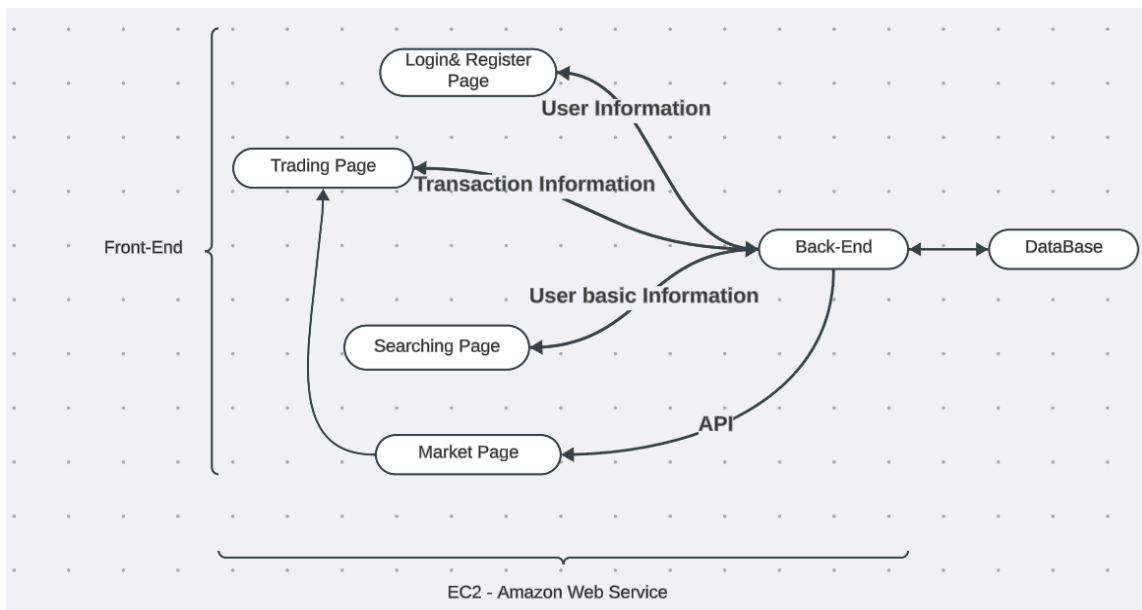 Login& Register
Page
User Information
Trading Page
Transaction Information
Front-End
Back-End
DataBase
User basic Information
Searching Page
API
Market Page
EC2 - Amazon Web Service